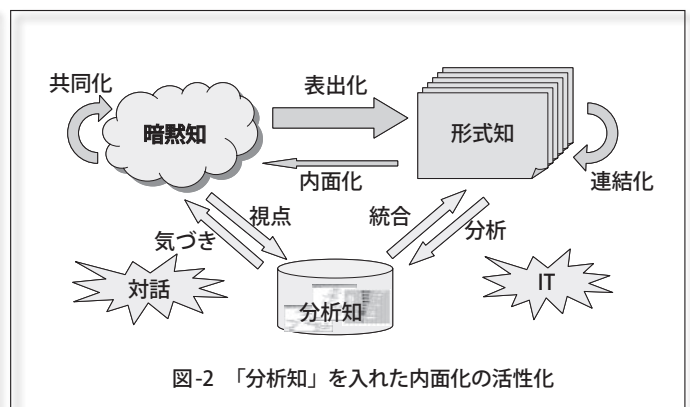 共同化
表出化
暗黙知
形式知
内面化
連結化
視点
統合
気づき
分析
対話
IT
分析知
図-2 「分析知」を入れた内面化の活性化